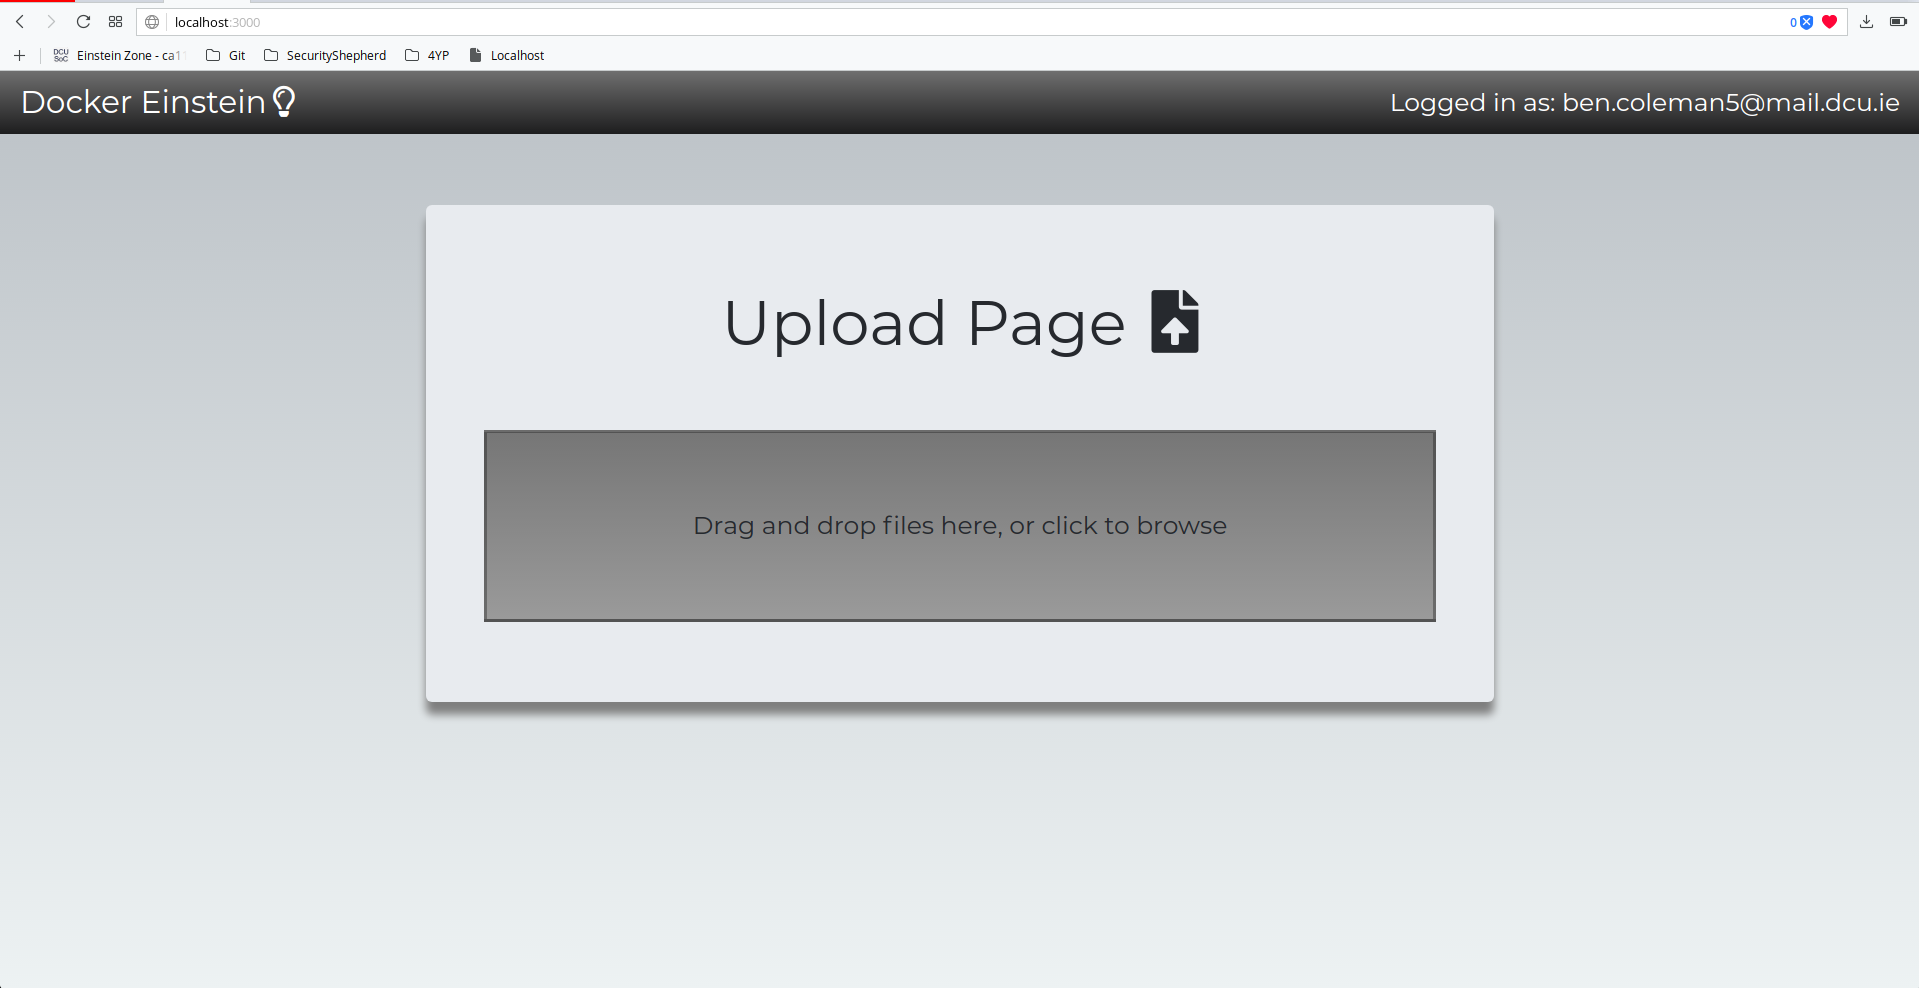 localhost:3000
0
Einstein Zone - ca1
Git
SecurityShepherd
4YP
Localhost
Docker Einstein
Logged in as: ben.coleman5@mail.dcu.ie
Upload Page
Drag and drop files here, or click to browse